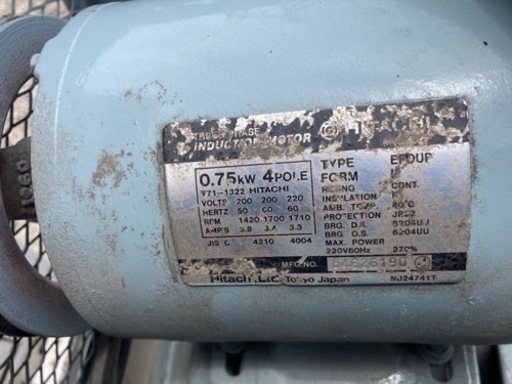 THREE PHASE
INDUCTION MOTOR HITACHI
0.75KW 4POLE
HITACHI
VOLTS 200 200 220
HERTZ 50 60 60
RPM 1420 1700 1710
AMPS 3.8 3.4 3.3
JIS C 4210 4004
TYPE EFOUP
FORM
RATING CONT.
INSULATION
AMB. TEMP. 40°C
PROTECTION JP22
BRG. D.S.
BRG. O.S. 6204UU
MAX. POWER
220V60Hz 270%
MFG.NO.
Hitachi, Ltd. Tokyo Japan